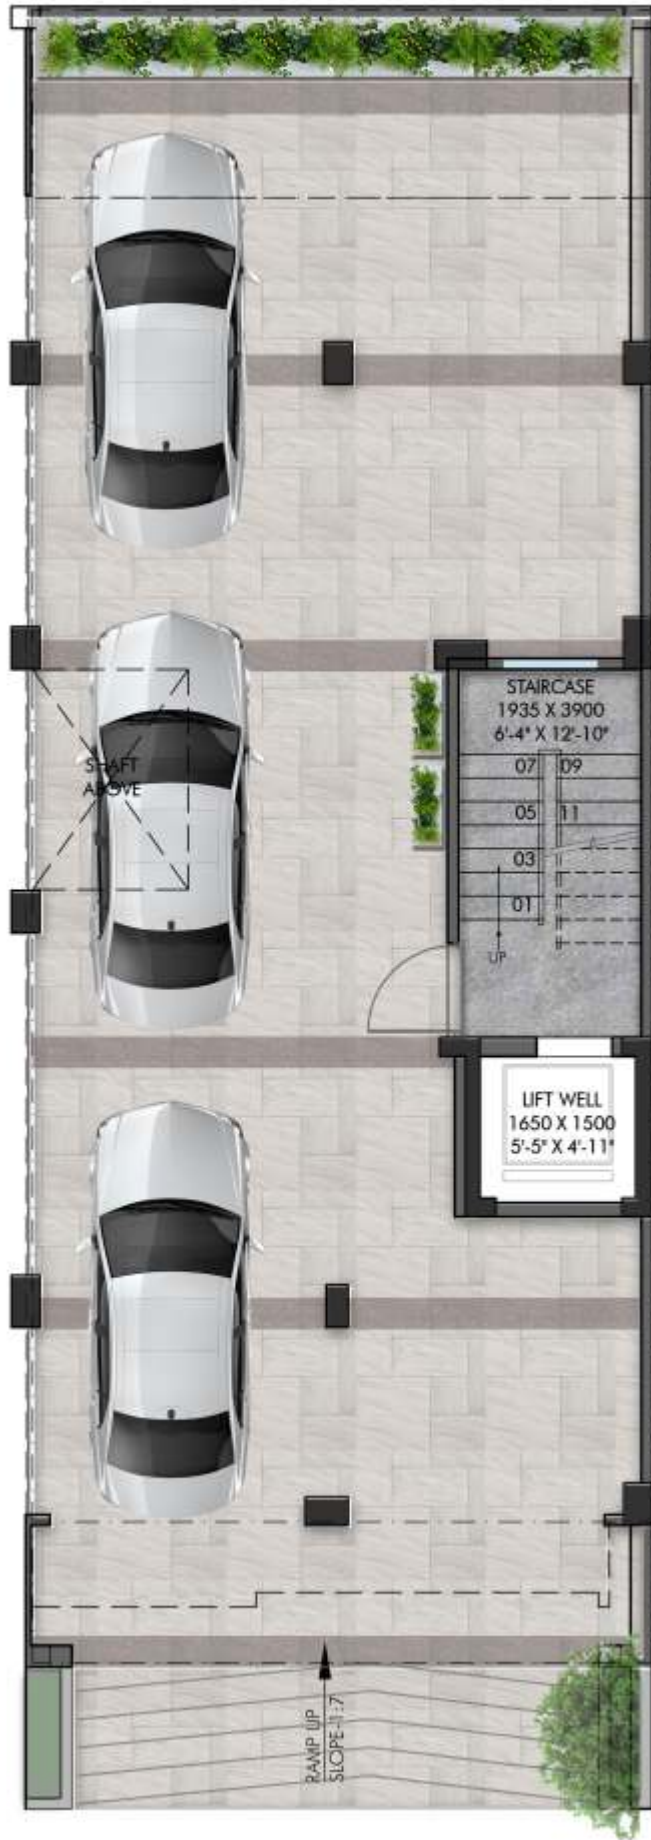 STAIRCASE
1935 X 3900
6'-4" X 12'-10"
07 09
05 11
03
01
UP
SHAFT
ABOVE
LIFT WELL
1650 X 1500
5'-5" X 4'-11"
RAMP UP
SLOPE-1:7